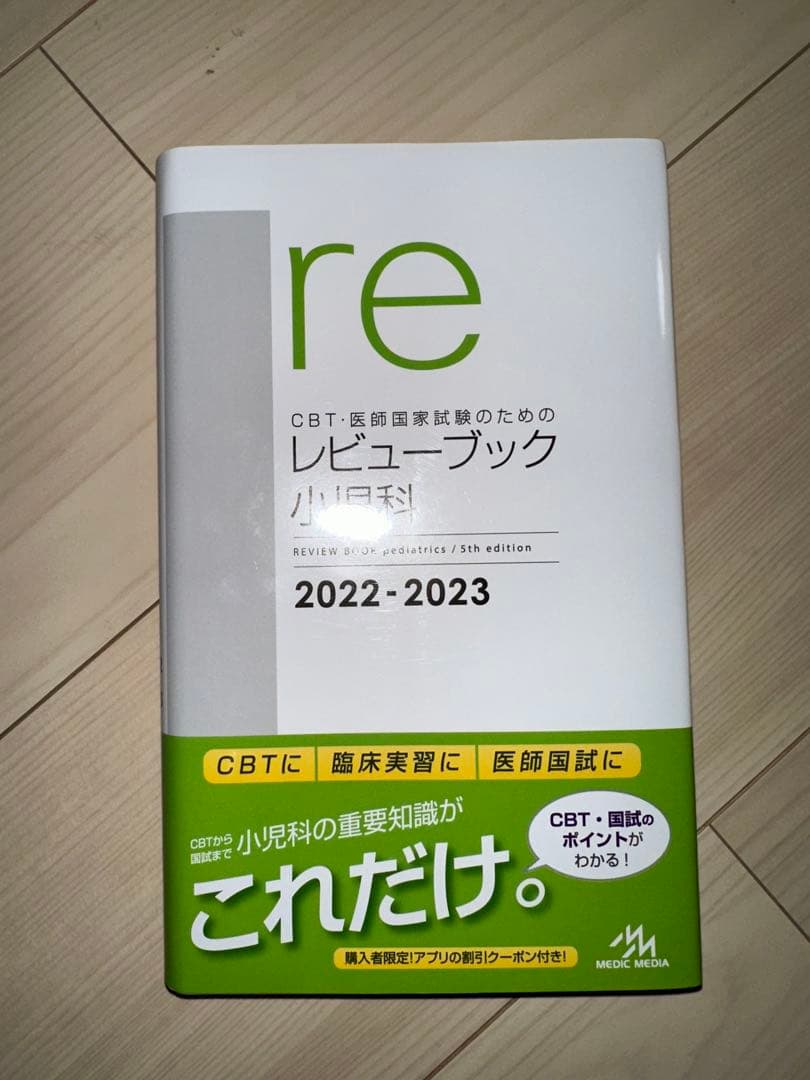 re
CBT・医師国家試験のための
レビューブック
小児科
REVIEW BOOK pediatrics / 5th edition
2022-2023
CBTに 臨床実習に 医師国試に
CBTから
国試まで
小児科の重要知識が
これだけ。
CBT・国試の
ポイントが
わかる!
購入者限定!アプリの割引クーポン付き!
MEDIC MEDIA